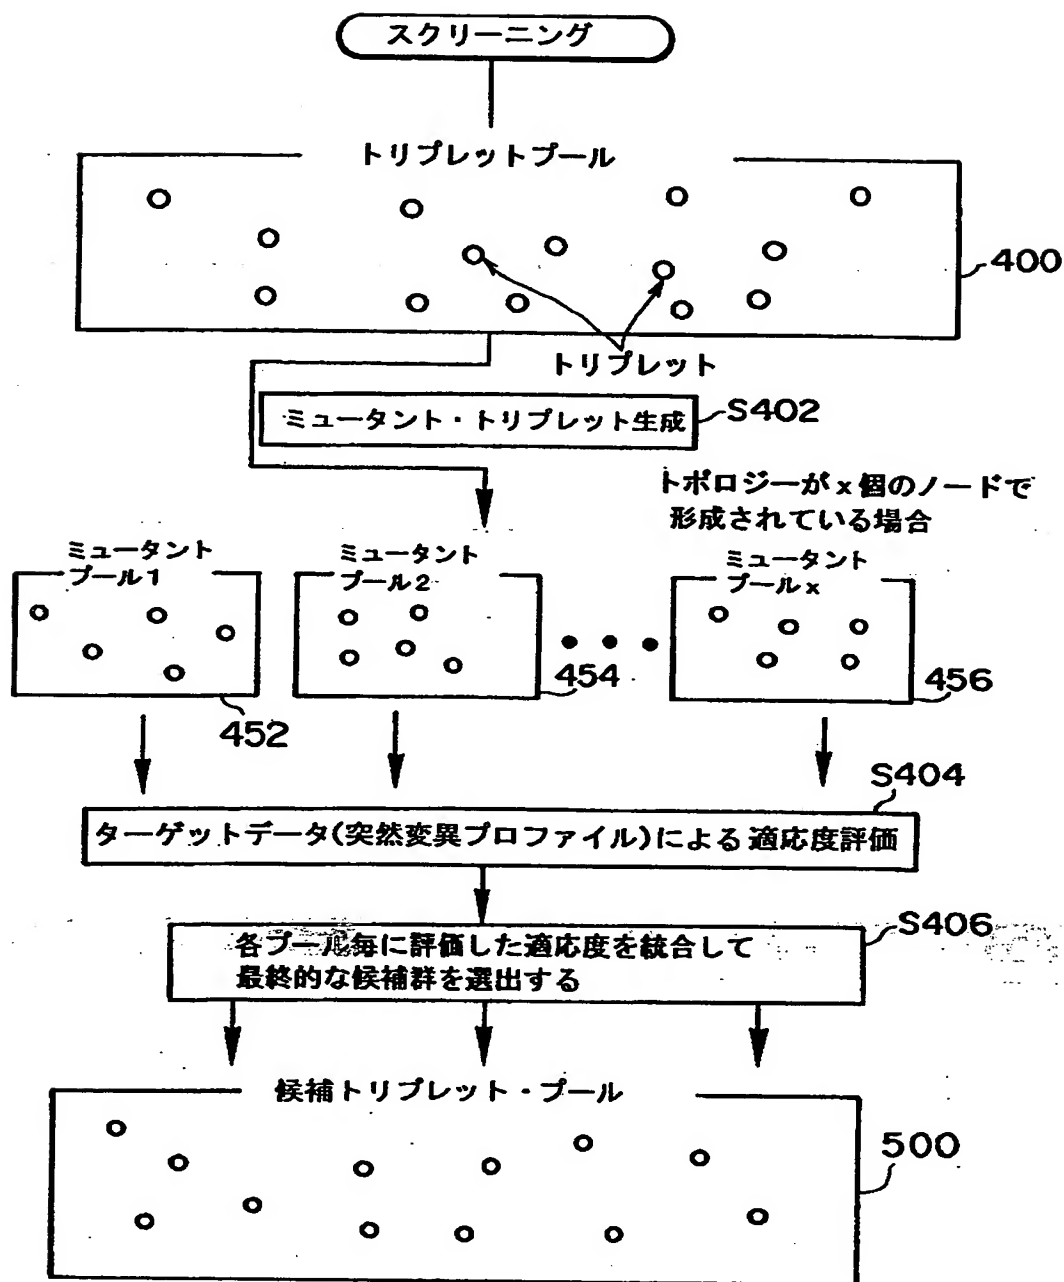 スクリーニング
トリプレットプール
400
トリプレット
S402
ミュータント・トリプレット生成
トポロジーがx個のノードで
形成されている場合
ミュータント
プール1
ミュータント
プール2
ミュータント
プールx
452
454
456
S404
ターゲットデータ(突然変異プロファイル)による適応度評価
S406
各プール毎に評価した適応度を統合して
最終的な候補群を選出する
候補トリプレット・プール
500